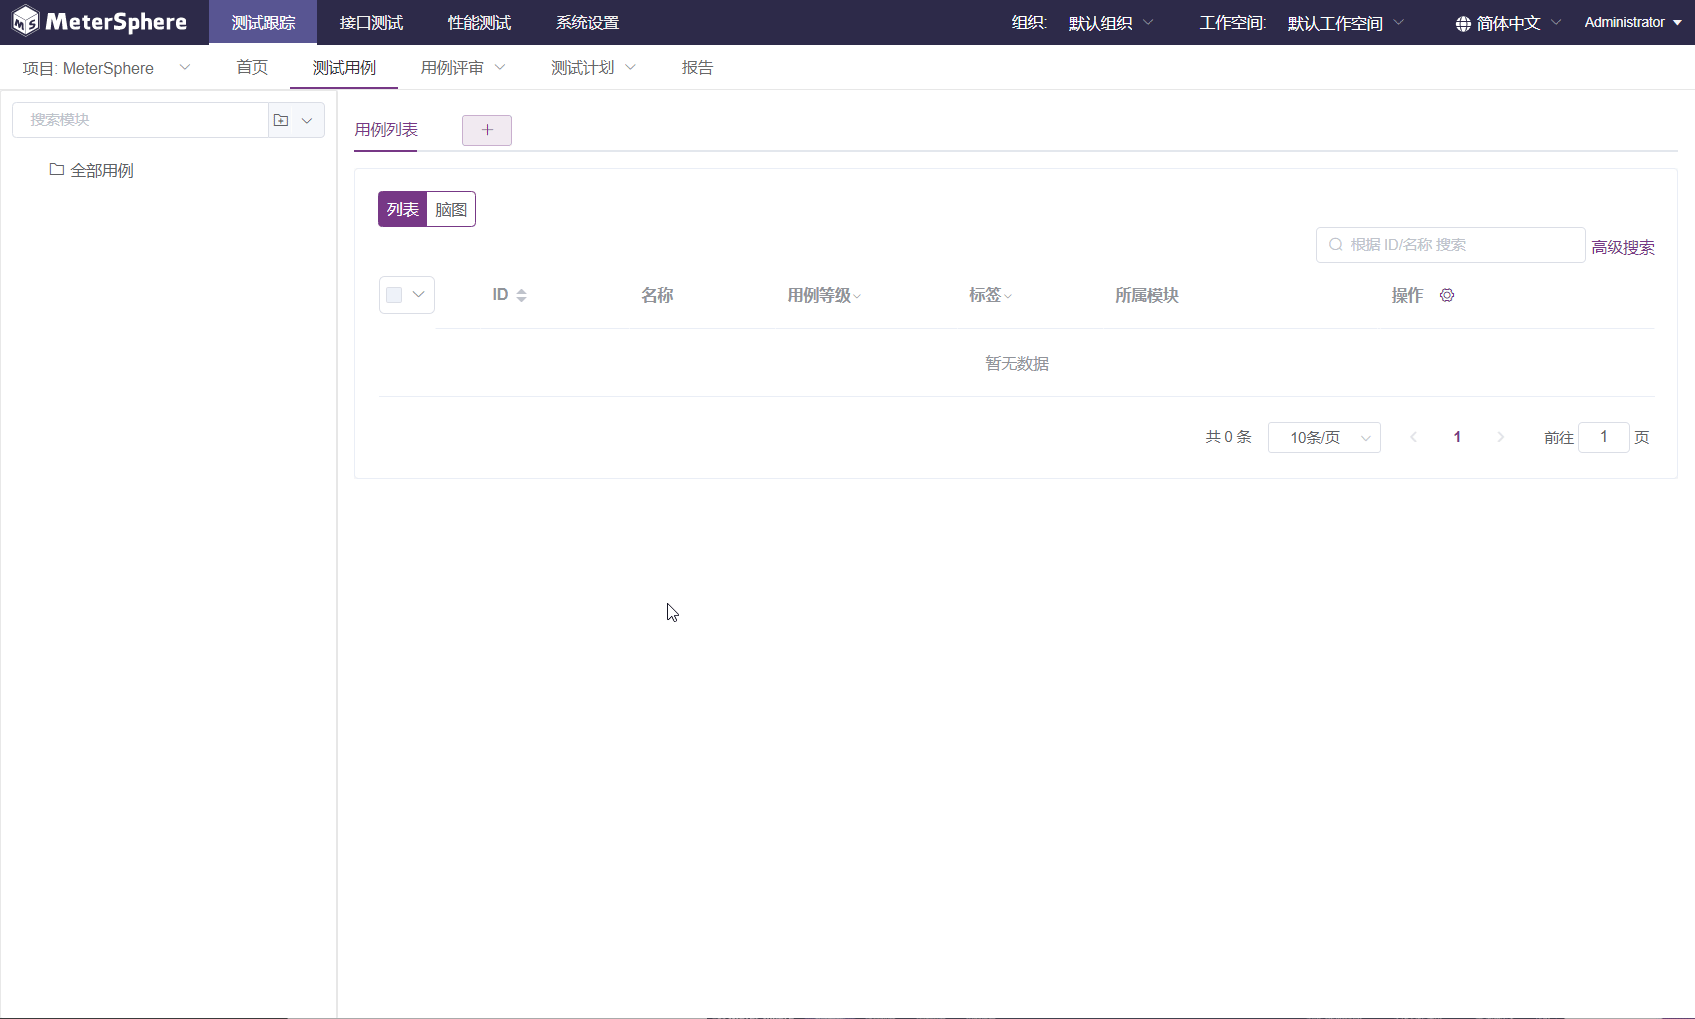 MeterSphere 测试跟踪 接口测试 性能测试 系统设置 组织: 默认组织 工作空间: 默认工作空间 简体中文 Administrator
项目: MeterSphere 首页 测试用例 用例评审 测试计划 报告
搜索模块
全部用例
用例列表 +
列表 脑图
根据 ID/名称 搜索 高级搜索
ID 名称 用例等级 标签 所属模块 操作
暂无数据
共 0 条 10条/页 1 前往 1 页